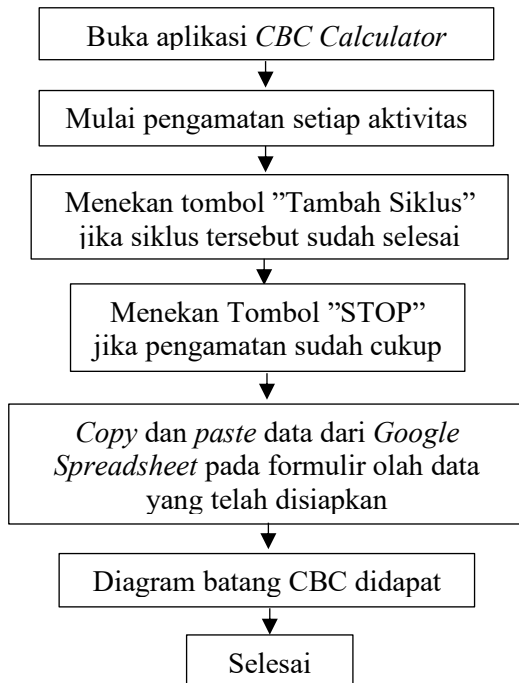 Buka aplikasi CBC Calculator
Mulai pengamatan setiap aktivitas
Menekan tombol ”Tambah Siklus”
jika siklus tersebut sudah selesai
Menekan Tombol ”STOP”
jika pengamatan sudah cukup
Copy dan paste data dari Google
Spreadsheet pada formulir olah data
yang telah disiapkan
Diagram batang CBC didapat
Selesai